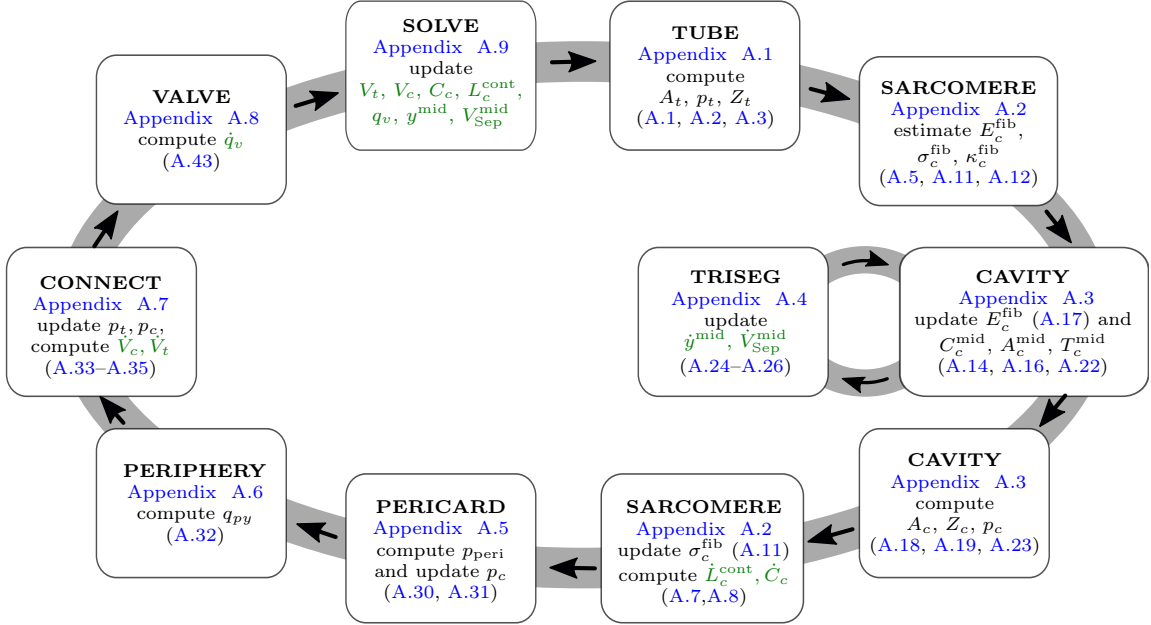 SOLVE
Appendix A.9
update
V_t, V_c, C_c, L_c^cont,
q_v, y^mid, V_Sep^mid
TUBE
Appendix A.1
compute
A_t, p_t, Z_t
(A.1, A.2, A.3)
SARCOMERE
Appendix A.2
estimate E_c^fib,
σ_c^fib, κ_c^fib
(A.5, A.11, A.12)
CAVITY
Appendix A.3
update E_c^fib (A.17) and
C_c^mid, A_c^mid, T_c^mid
(A.14, A.16, A.22)
TRISEG
Appendix A.4
update
ẏ^mid, V̇_Sep^mid
(A.24–A.26)
CAVITY
Appendix A.3
compute
A_c, Z_c, p_c
(A.18, A.19, A.23)
SARCOMERE
Appendix A.2
update σ_c^fib (A.11)
compute L̇_c^cont, Ċ_c
(A.7,A.8)
PERICARD
Appendix A.5
compute p_peri
and update p_c
(A.30, A.31)
PERIPHERY
Appendix A.6
compute q_py
(A.32)
CONNECT
Appendix A.7
update p_t, p_c,
compute V̇_c, V̇_t
(A.33–A.35)
VALVE
Appendix A.8
compute q̇_v
(A.43)